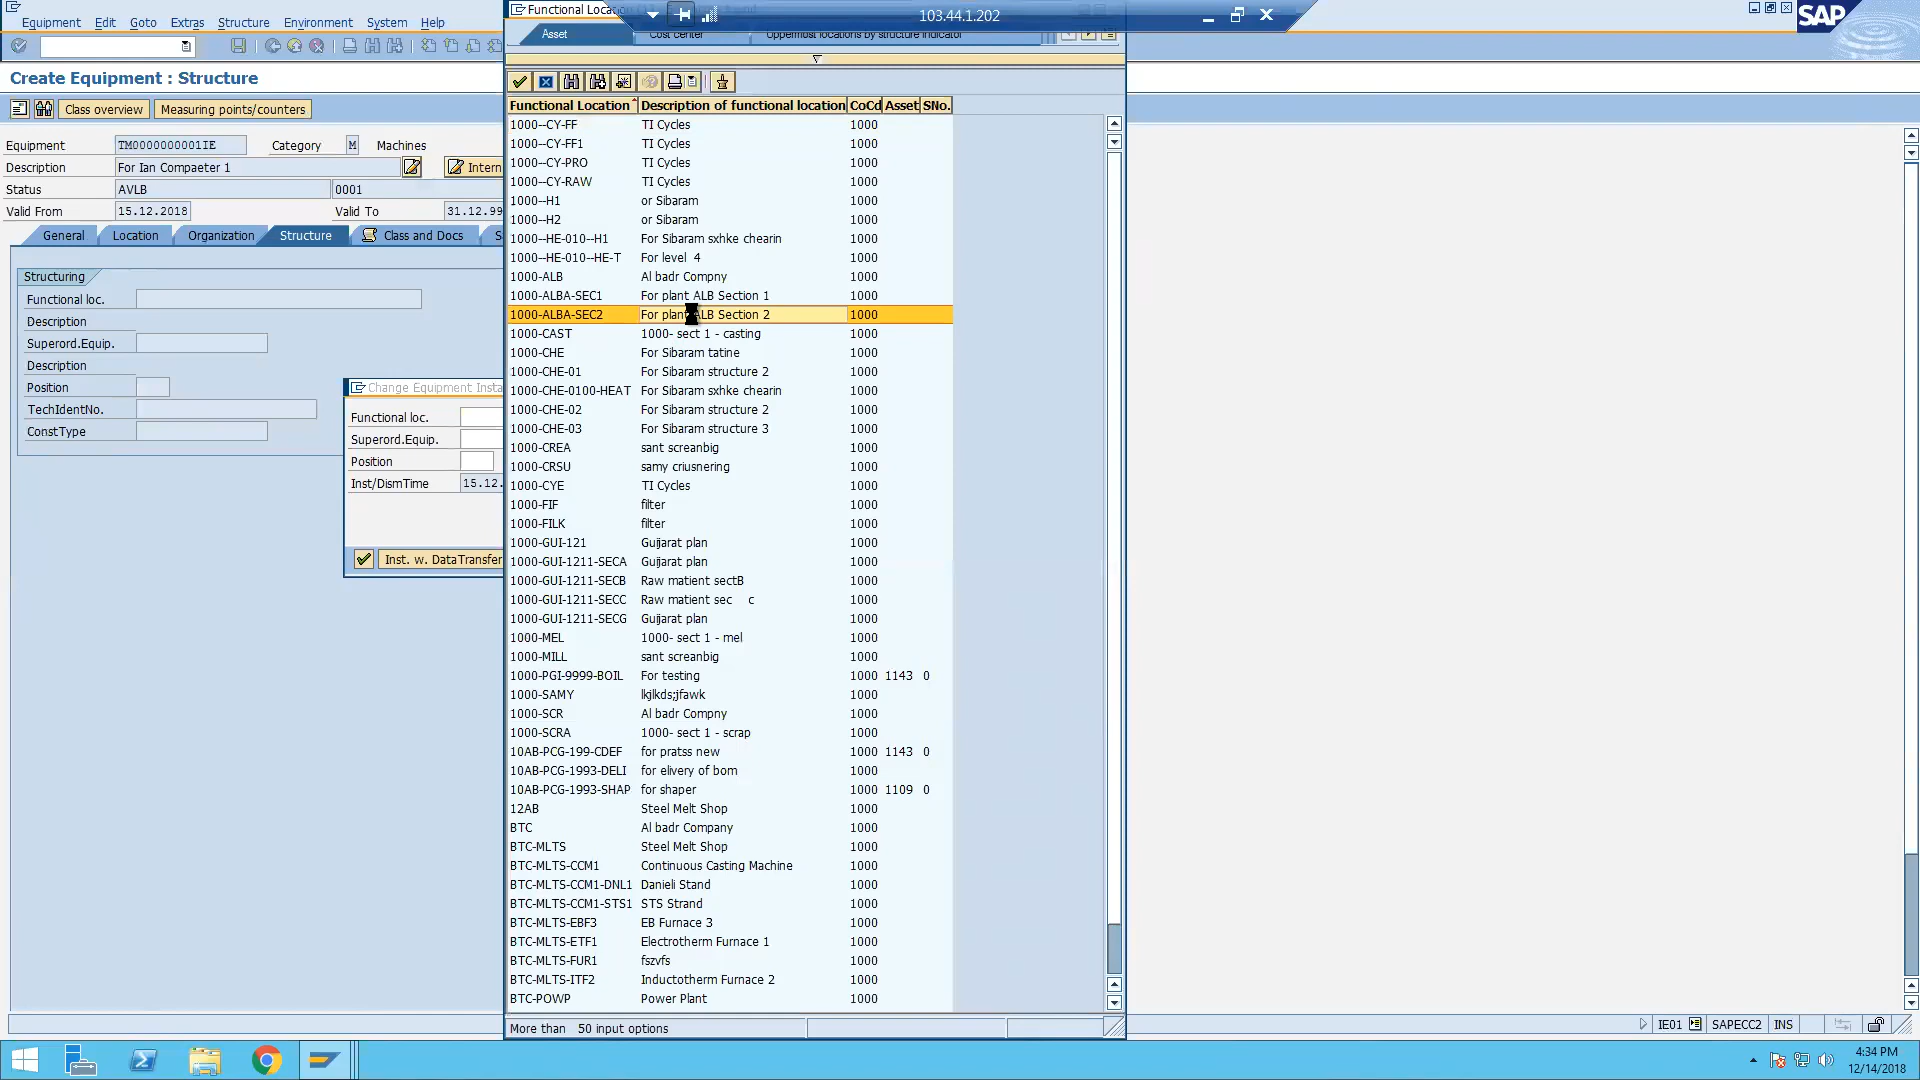 Equipment Edit Goto Extras Structure Environment System Help
Create Equipment : Structure
Class overview Measuring points/counters
Equipment TM0000000001IE Category M Machines
Description For Ian Compaeter 1 Intern
Status AVLB 0001
Valid From 15.12.2018 Valid To 31.12.99
General Location Organization Structure Class and Docs S
Structuring
Functional loc.
Description
Superord.Equip.
Description
Position
TechIdentNo.
ConstType
Change Equipment Insta
Functional loc.
Superord.Equip.
Position
Inst/DismTime 15.12.
Inst. w. DataTransfer
Functional Loca
103.44.1.202
SAP
Asset Cost center Uppermost locations by structure indicator
Functional Location Description of functional location CoCd Asset SNo.
1000--CY-FF TI Cycles 1000
1000--CY-FF1 TI Cycles 1000
1000--CY-PRO TI Cycles 1000
1000--CY-RAW TI Cycles 1000
1000--H1 or Sibaram 1000
1000--H2 or Sibaram 1000
1000--HE-010--H1 For Sibaram sxhke chearin 1000
1000--HE-010--HE-T For level 4 1000
1000-ALB Al badr Compny 1000
1000-ALBA-SEC1 For plant ALB Section 1 1000
1000-ALBA-SEC2 For plant ALB Section 2 1000
1000-CAST 1000- sect 1 - casting 1000
1000-CHE For Sibaram tatine 1000
1000-CHE-01 For Sibaram structure 2 1000
1000-CHE-0100-HEAT For Sibaram sxhke chearin 1000
1000-CHE-02 For Sibaram structure 2 1000
1000-CHE-03 For Sibaram structure 3 1000
1000-CREA sant screanbig 1000
1000-CRSU samy criusnering 1000
1000-CYE TI Cycles 1000
1000-FIF filter 1000
1000-FILK filter 1000
1000-GUI-121 Gujjarat plan 1000
1000-GUI-1211-SECA Gujjarat plan 1000
1000-GUI-1211-SECB Raw matient sectB 1000
1000-GUI-1211-SECC Raw matient sec c 1000
1000-GUI-1211-SECG Gujjarat plan 1000
1000-MEL 1000- sect 1 - mel 1000
1000-MILL sant screanbig 1000
1000-PGI-9999-BOIL For testing 1000 1143 0
1000-SAMY lkjlkds;jfawk 1000
1000-SCR Al badr Compny 1000
1000-SCRA 1000- sect 1 - scrap 1000
10AB-PCG-199-CDEF for pratss new 1000 1143 0
10AB-PCG-1993-DELI for elivery of bom 1000
10AB-PCG-1993-SHAP for shaper 1000 1109 0
12AB Steel Melt Shop 1000
BTC Al badr Company 1000
BTC-MLTS Steel Melt Shop 1000
BTC-MLTS-CCM1 Continuous Casting Machine 1000
BTC-MLTS-CCM1-DNL1 Danieli Stand 1000
BTC-MLTS-CCM1-STS1 STS Strand 1000
BTC-MLTS-EBF3 EB Furnace 3 1000
BTC-MLTS-ETF1 Electrotherm Furnace 1 1000
BTC-MLTS-FUR1 fszvfs 1000
BTC-MLTS-ITF2 Inductotherm Furnace 2 1000
BTC-POWP Power Plant 1000
More than 50 input options
IE01 SAPECC2 INS
4:34 PM
12/14/2018